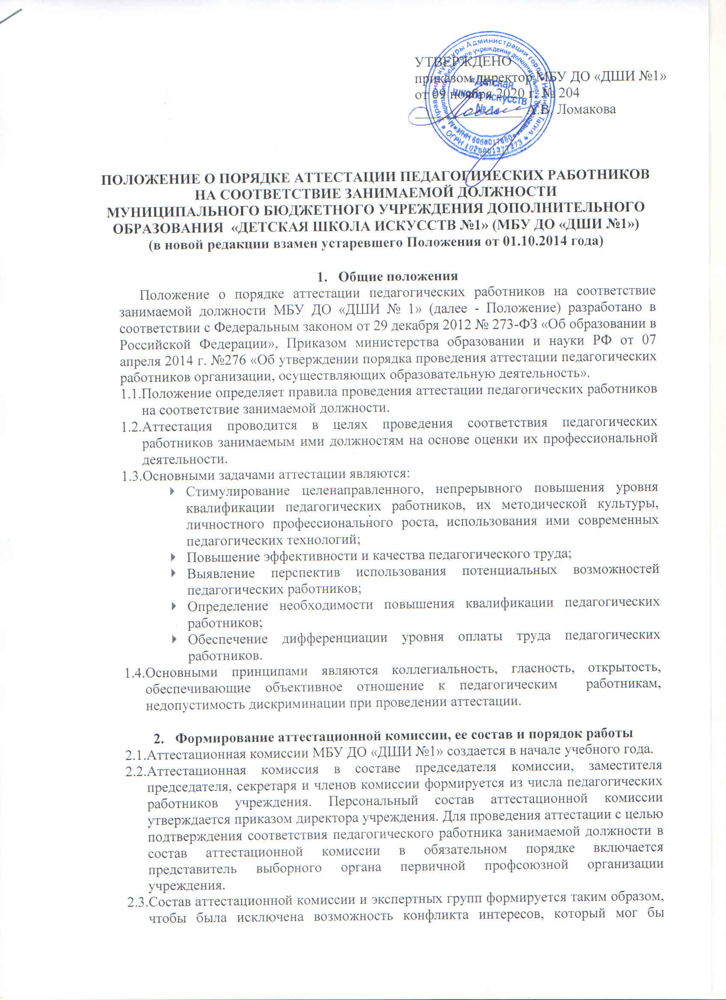 УТВЕРЖДЕНО
приказом директор МБУ ДО «ДШИ №1»
от 09 ноября 2020 г. № 204
А.В. Ломакова
«Детская
школа искусств
№ 1»
ПОЛОЖЕНИЕ О ПОРЯДКЕ АТТЕСТАЦИИ ПЕДАГОГИЧЕСКИХ РАБОТНИКОВ
НА СООТВЕТСТВИЕ ЗАНИМАЕМОЙ ДОЛЖНОСТИ
МУНИЦИПАЛЬНОГО БЮДЖЕТНОГО УЧРЕЖДЕНИЯ ДОПОЛНИТЕЛЬНОГО
ОБРАЗОВАНИЯ «ДЕТСКАЯ ШКОЛА ИСКУССТВ №1» (МБУ ДО «ДШИ №1»)
(в новой редакции взамен устаревшего Положения от 01.10.2014 года)
1. Общие положения
Положение о порядке аттестации педагогических работников на соответствие
занимаемой должности МБУ ДО «ДШИ № 1» (далее - Положение) разработано в
соответствии с Федеральным законом от 29 декабря 2012 № 273-ФЗ «Об образовании в
Российской Федерации», Приказом министерства образовании и науки РФ от 07
апреля 2014 г. №276 «Об утверждении порядка проведения аттестации педагогических
работников организации, осуществляющих образовательную деятельность».
1.1.Положение определяет правила проведения аттестации педагогических работников
на соответствие занимаемой должности.
1.2.Аттестация проводится в целях проведения соответствия педагогических
работников занимаемым ими должностям на основе оценки их профессиональной
деятельности.
1.3.Основными задачами аттестации являются:
Стимулирование целенаправленного, непрерывного повышения уровня
квалификации педагогических работников, их методической культуры,
личностного профессионального роста, использования ими современных
педагогических технологий;
Повышение эффективности и качества педагогического труда;
Выявление перспектив использования потенциальных возможностей
педагогических работников;
Определение необходимости повышения квалификации педагогических
работников;
Обеспечение дифференциации уровня оплаты труда педагогических
работников.
1.4.Основными принципами являются коллегиальность, гласность, открытость,
обеспечивающие объективное отношение к педагогическим работникам,
недопустимость дискриминации при проведении аттестации.
2. Формирование аттестационной комиссии, ее состав и порядок работы
2.1.Аттестационная комиссии МБУ ДО «ДШИ №1» создается в начале учебного года.
2.2.Аттестационная комиссия в составе председателя комиссии, заместителя
председателя, секретаря и членов комиссии формируется из числа педагогических
работников учреждения. Персональный состав аттестационной комиссии
утверждается приказом директора учреждения. Для проведения аттестации с целью
подтверждения соответствия педагогического работника занимаемой должности в
состав аттестационной комиссии в обязательном порядке включается
представитель выборного органа первичной профсоюзной организации
учреждения.
2.3.Состав аттестационной комиссии и экспертных групп формируется таким образом,
чтобы была исключена возможность конфликта интересов, который мог бы